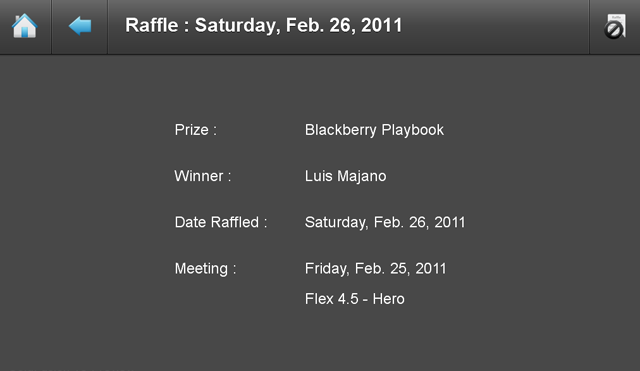 Raffle : Saturday, Feb. 26, 2011
Prize : Blackberry Playbook
Winner : Luis Majano
Date Raffled : Saturday, Feb. 26, 2011
Meeting : Friday, Feb. 25, 2011
Flex 4.5 - Hero